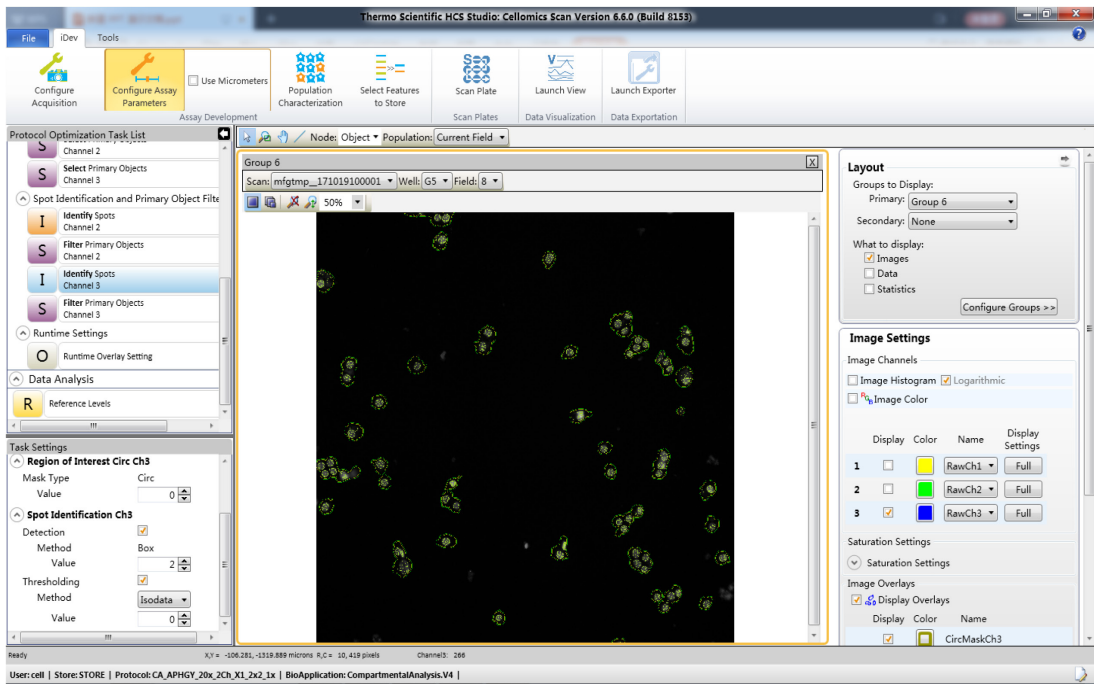 Thermo Scientific HCS Studio: Cellomics Scan Version 6.6.0 (Build 8153)
File iDev Tools
Configure Acquisition
Configure Assay Parameters
Use Micrometers
Population Characterization
Select Features to Store
Scan Plate
Launch View
Launch Exporter
Assay Development Scan Plates Data Visualization Data Exportation
Protocol Optimization Task List
Channel 2
S Select Primary Objects
Channel 3
Spot Identification and Primary Object Filte
I Identify Spots
Channel 2
S Filter Primary Objects
Channel 2
I Identify Spots
Channel 3
S Filter Primary Objects
Channel 3
Runtime Settings
O Runtime Overlay Setting
Data Analysis
R Reference Levels
Task Settings
Region of Interest Circ Ch3
Mask Type Circ
Value 0
Spot Identification Ch3
Detection
Method Box
Value 2
Thresholding
Method Isodata
Value 0
Node: Object Population: Current Field
Group 6 X
Scan: mfgtmp_171019100001 Well: G5 Field: 8
50%
Layout
Groups to Display:
Primary: Group 6
Secondary: None
What to display:
Images
Data
Statistics
Configure Groups >>
Image Settings
Image Channels
Image Histogram Logarithmic
RGB Image Color
Display Color Name Display Settings
1 RawCh1 Full
2 RawCh2 Full
3 RawCh3 Full
Saturation Settings
Saturation Settings
Image Overlays
Display Overlays
Display Color Name
CircMaskCh3
Ready X,Y = -106.281, -1319.889 microns R,C = 10, 419 pixels Channel3: 266
User: cell | Store: STORE | Protocol: CA_APHGY_20x_2Ch_X1_2x2_1x | BioApplication: CompartmentalAnalysis.V4 |